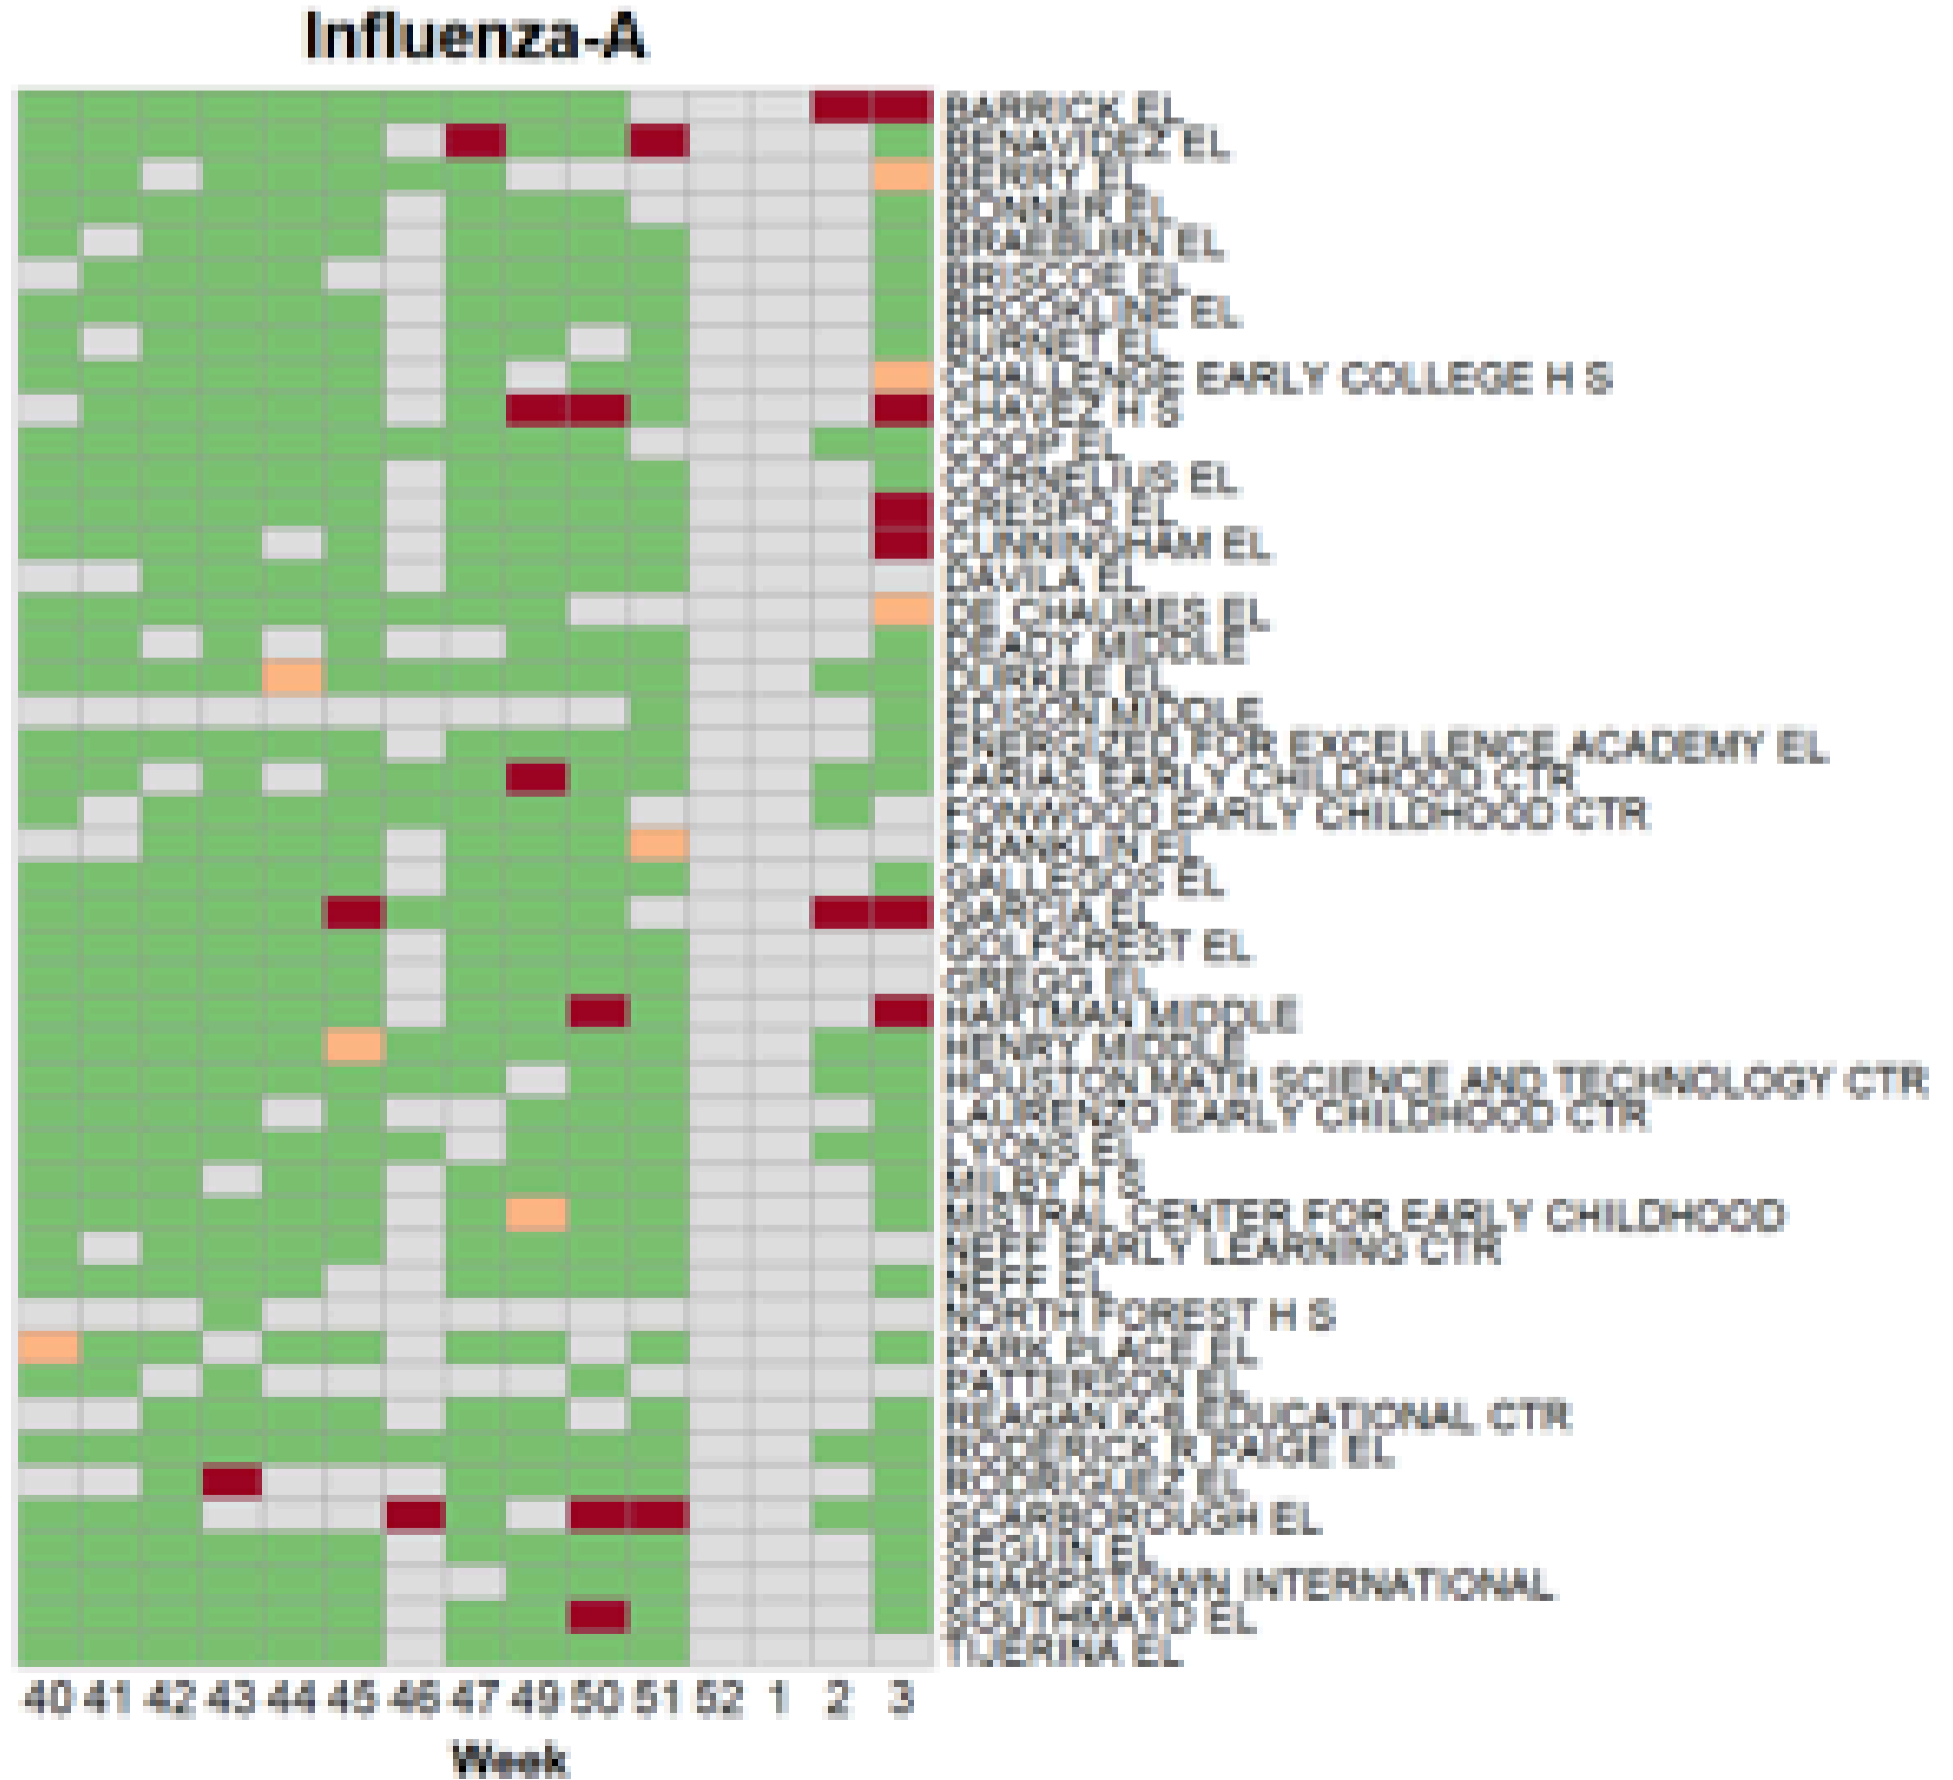 Influenza-A
BARRICK EL
BENAVIDEZ EL
BERRY EL
BONNER EL
BRAEBURN EL
BRISCOE EL
BROOKLINE EL
BURNET EL
CHALLENGE EARLY COLLEGE H S
CHAVEZ H S
COOP EL
CORNELIUS EL
CRESPO EL
CUNNINGHAM EL
DAVILA EL
DE CHAUMES EL
DEADY MIDDLE
DURKEE EL
EDISON MIDDLE
ENERGIZED FOR EXCELLENCE ACADEMY EL
FARIAS EARLY CHILDHOOD CTR
FONWOOD EARLY CHILDHOOD CTR
FRANKLIN EL
GALLEGOS EL
GARCIA EL
GOLFCREST EL
GREGG EL
HARTMAN MIDDLE
HENRY MIDDLE
HOUSTON MATH SCIENCE AND TECHNOLOGY CTR
LAURENZO EARLY CHILDHOOD CTR
LYONS EL
MILBY H S
MISTRAL CENTER FOR EARLY CHILDHOOD
NEFF EARLY LEARNING CTR
NEFF EL
NORTH FOREST H S
PARK PLACE EL
PATTERSON EL
REAGAN K-8 EDUCATIONAL CTR
RODERICK R PAIGE EL
RODRIGUEZ EL
SCARBOROUGH EL
SEGUIN EL
SHARPSTOWN INTERNATIONAL
SOUTHMAYD EL
TIJERINA EL
40 41 42 43 44 45 46 47 49 50 51 52 1 2 3
Week